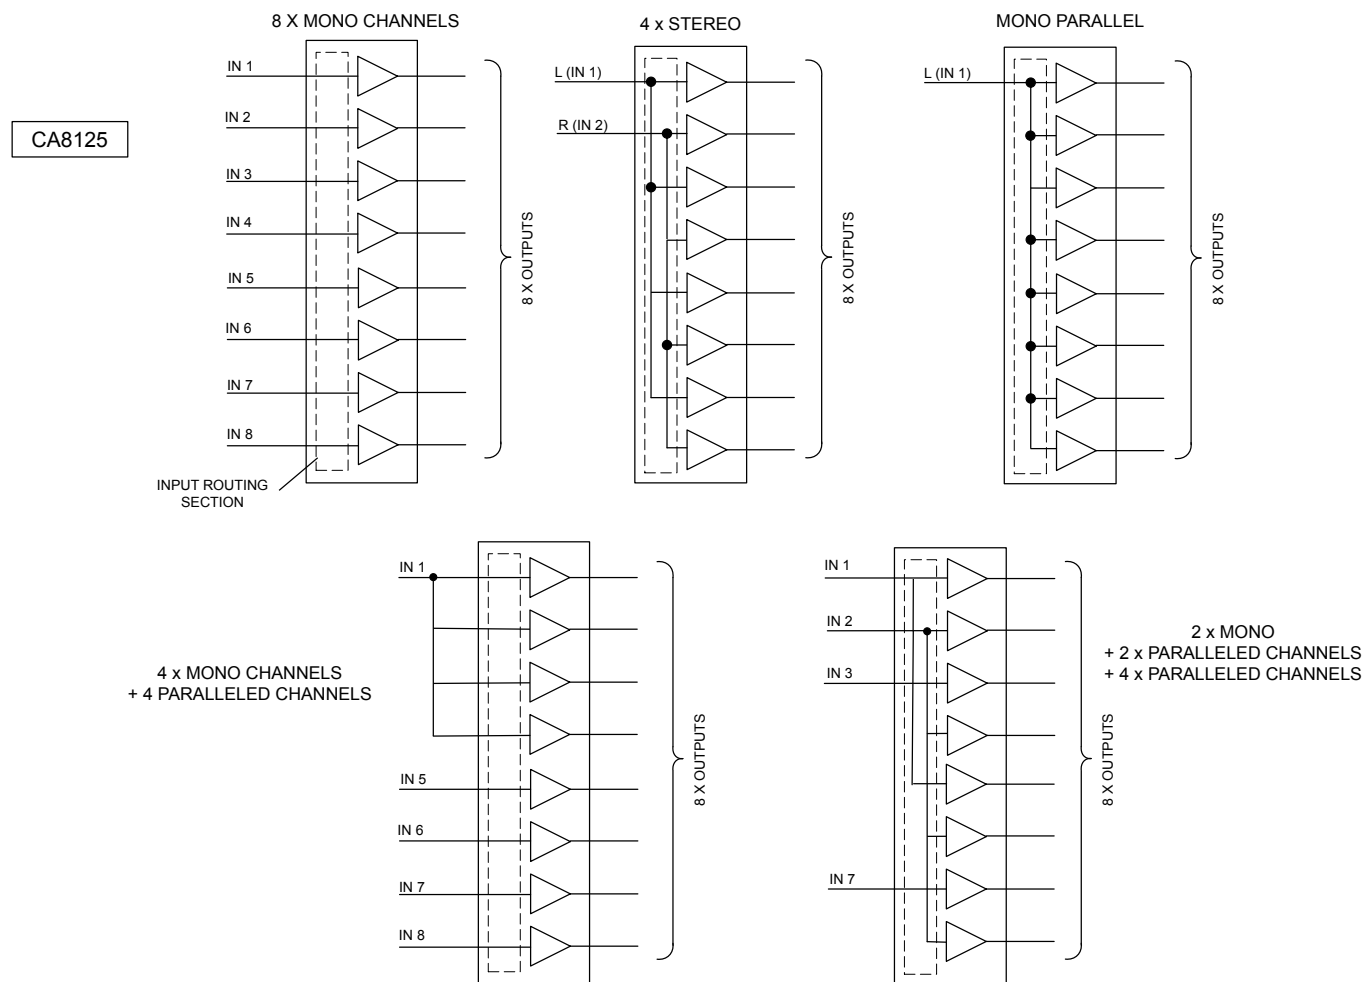 8 X MONO CHANNELS
4 x STEREO
MONO PARALLEL
CA8125
IN 1
IN 2
IN 3
IN 4
IN 5
IN 6
IN 7
IN 8
INPUT ROUTING
SECTION
8 X OUTPUTS
L (IN 1)
R (IN 2)
8 X OUTPUTS
L (IN 1)
8 X OUTPUTS
4 x MONO CHANNELS
+ 4 PARALLELED CHANNELS
IN 1
IN 5
IN 6
IN 7
IN 8
8 X OUTPUTS
IN 1
IN 2
IN 3
IN 7
8 X OUTPUTS
2 x MONO
+ 2 x PARALLELED CHANNELS
+ 4 x PARALLELED CHANNELS